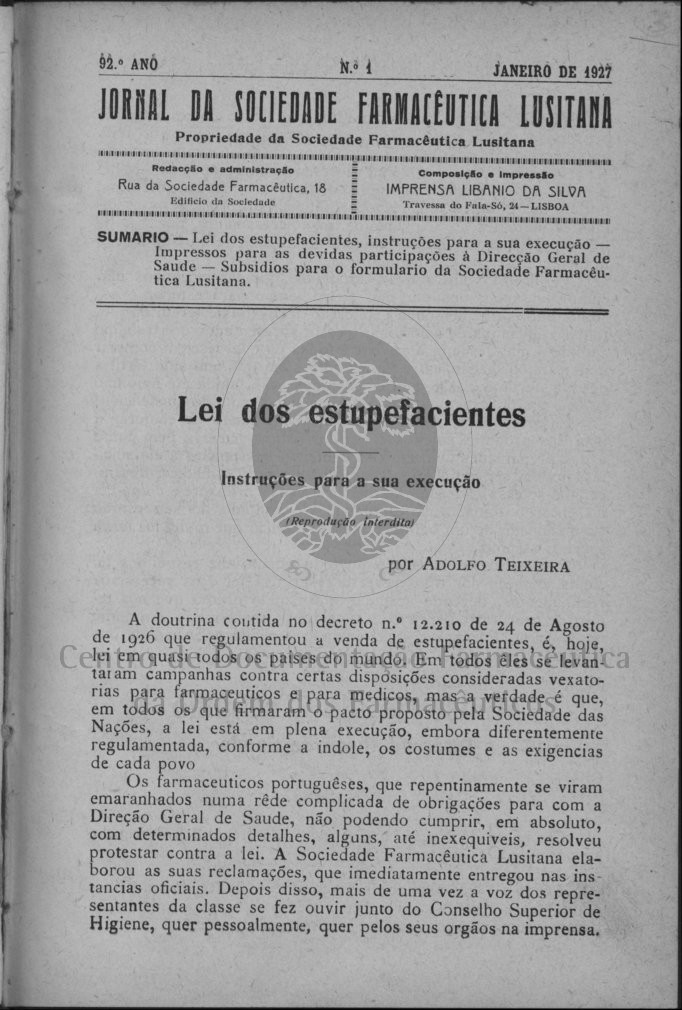 92.º ANO N.º 1 JANEIRO DE 1927
JORNAL DA SOCIEDADE FARMACÊUTICA LUSITANA
Propriedade da Sociedade Farmacêutica Lusitana
Redacção e administração
Rua da Sociedade Farmacêutica, 18
Edificio da Sociedade
Composição e impressão
IMPRENSA LIBANIO DA SILVA
Travessa do Fala-Só, 24 — LISBOA
SUMARIO — Lei dos estupefacientes, instruções para a sua execução —
Impressos para as devidas participações á Direcção Geral de
Saude — Subsidios para o formulario da Sociedade Farmacêu-
tica Lusitana.
Lei dos estupefacientes
Instruções para a sua execução
(Reprodução interdita)
por ADOLFO TEIXEIRA
A doutrina contida no decreto n.º 12.210 de 24 de Agosto
de 1926 que regulamentou a venda de estupefacientes, é, hoje,
lei em quasi todos os paises do mundo. Em todos êles se levan-
taram campanhas contra certas disposições consideradas vexato-
rias para farmaceuticos e para medicos, mas a verdade é que,
em todos os que firmaram o pacto proposto pela Sociedade das
Nações, a lei está em plena execução, embora diferentemente
regulamentada, conforme a indole, os costumes e as exigencias
de cada povo
Os farmaceuticos portuguêses, que repentinamente se viram
emaranhados numa rêde complicada de obrigações para com a
Direção Geral de Saude, não podendo cumprir, em absoluto,
com determinados detalhes, alguns, até inexequiveis, resolveu
protestar contra a lei. A Sociedade Farmacêutica Lusitana ela-
borou as suas reclamações, que imediatamente entregou nas ins-
tancias oficiais. Depois disso, mais de uma vez a voz dos repre-
sentantes da classe se fez ouvir junto do Conselho Superior de
Higiene, quer pessoalmente, quer pelos seus orgãos na imprensa.
Centro de Documentação Farmacêutica
da Ordem dos Farmacêuticos